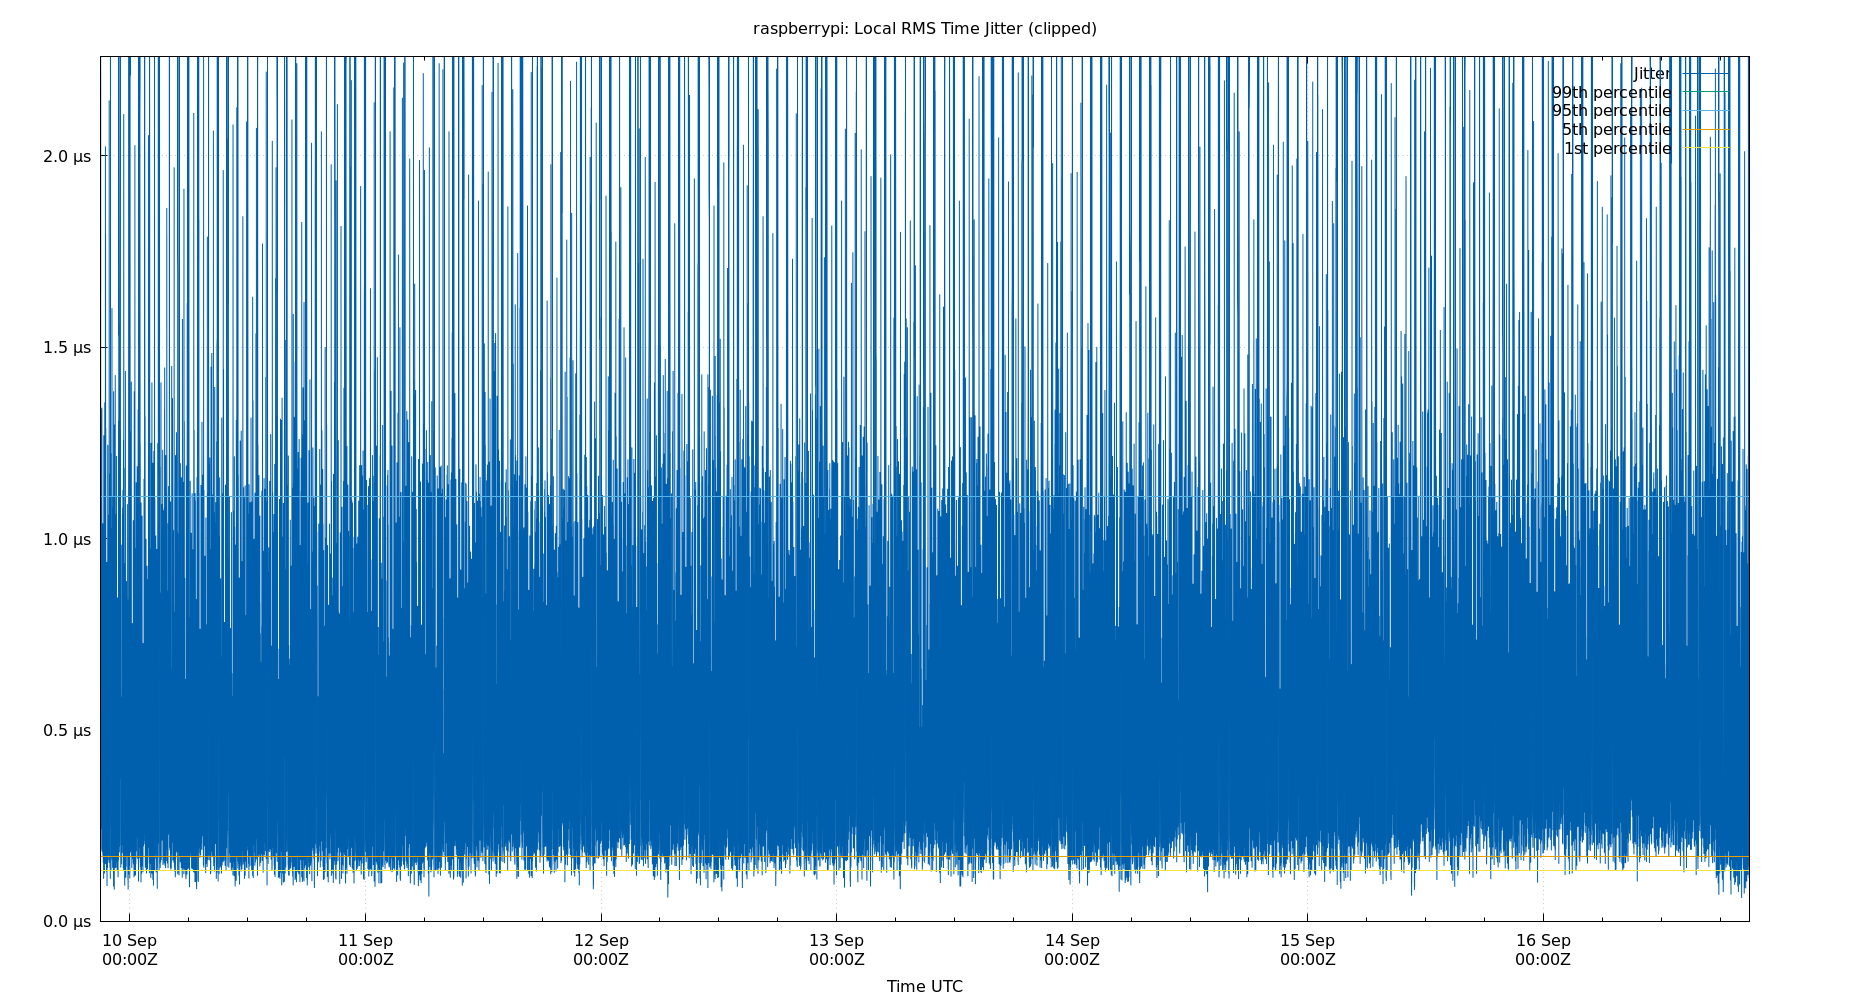 raspberrypi: Local RMS Time Jitter (clipped)
Jitter
99th percentile
95th percentile
5th percentile
1st percentile
2.0 µs
1.5 µs
1.0 µs
0.5 µs
0.0 µs
10 Sep 11 Sep 12 Sep 13 Sep 14 Sep 15 Sep 16 Sep
00:00Z 00:00Z 00:00Z 00:00Z 00:00Z 00:00Z 00:00Z
Time UTC